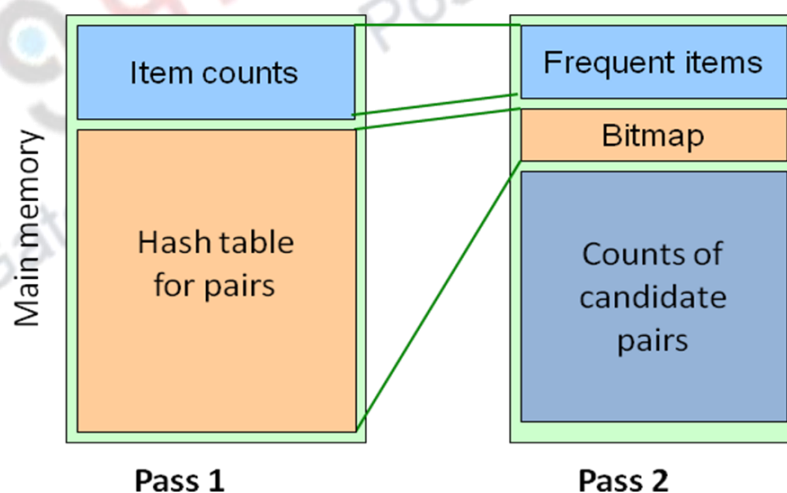 Item counts
Frequent items
Bitmap
Main memory
Hash table
for pairs
Counts of
candidate
pairs
Pass 1
Pass 2